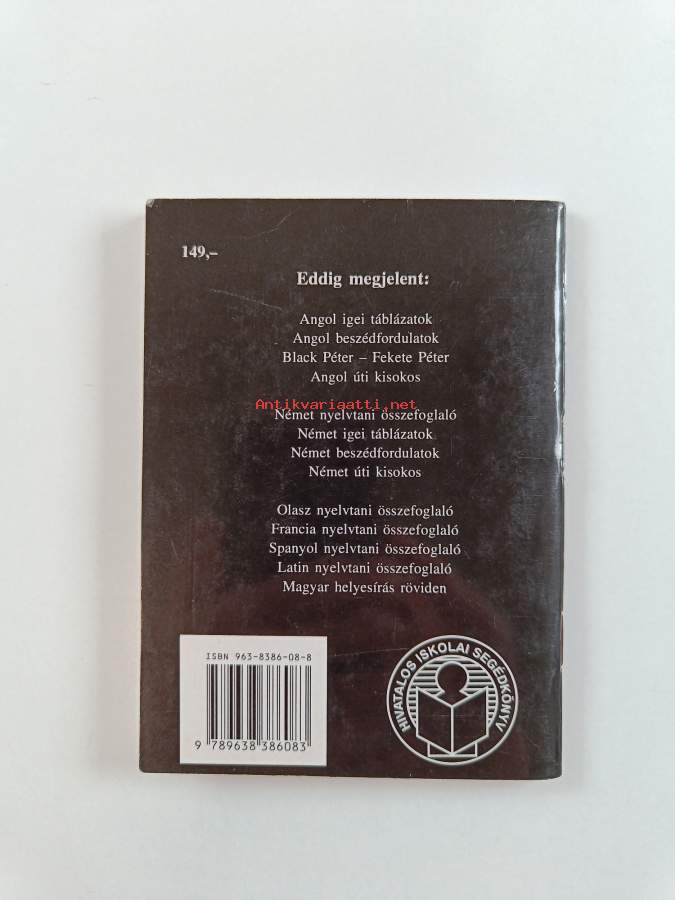 149,–
Eddig megjelent:
Angol igei táblázatok
Angol beszédfordulatok
Black Péter – Fekete Péter
Angol úti kisokos
Antikvariaatti.net
Német nyelvtani összefoglaló
Német igei táblázatok
Német beszédfordulatok
Német úti kisokos
Olasz nyelvtani összefoglaló
Francia nyelvtani összefoglaló
Spanyol nyelvtani összefoglaló
Latin nyelvtani összefoglaló
Magyar helyesírás röviden
ISBN 963-8386-08-8
9 789638 386083
HIVATALOS ISKOLAI SEGÉDKÖNYV